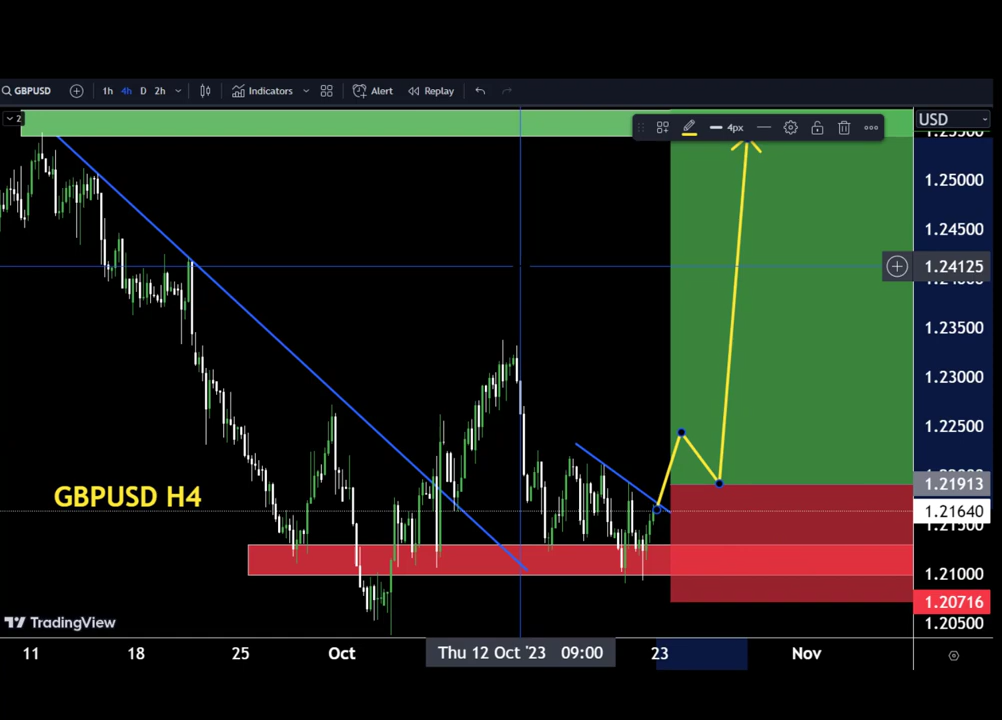 GBPUSD 1h 4h D 2h Indicators Alert Replay
2 4px USD
1.25000
1.24500
1.24125
1.23500
1.23000
1.22500
1.21913
GBPUSD H4
1.21640
1.21500
1.21000
1.20716
TradingView 1.20500
11 18 25 Oct Thu 12 Oct '23 09:00 23 Nov